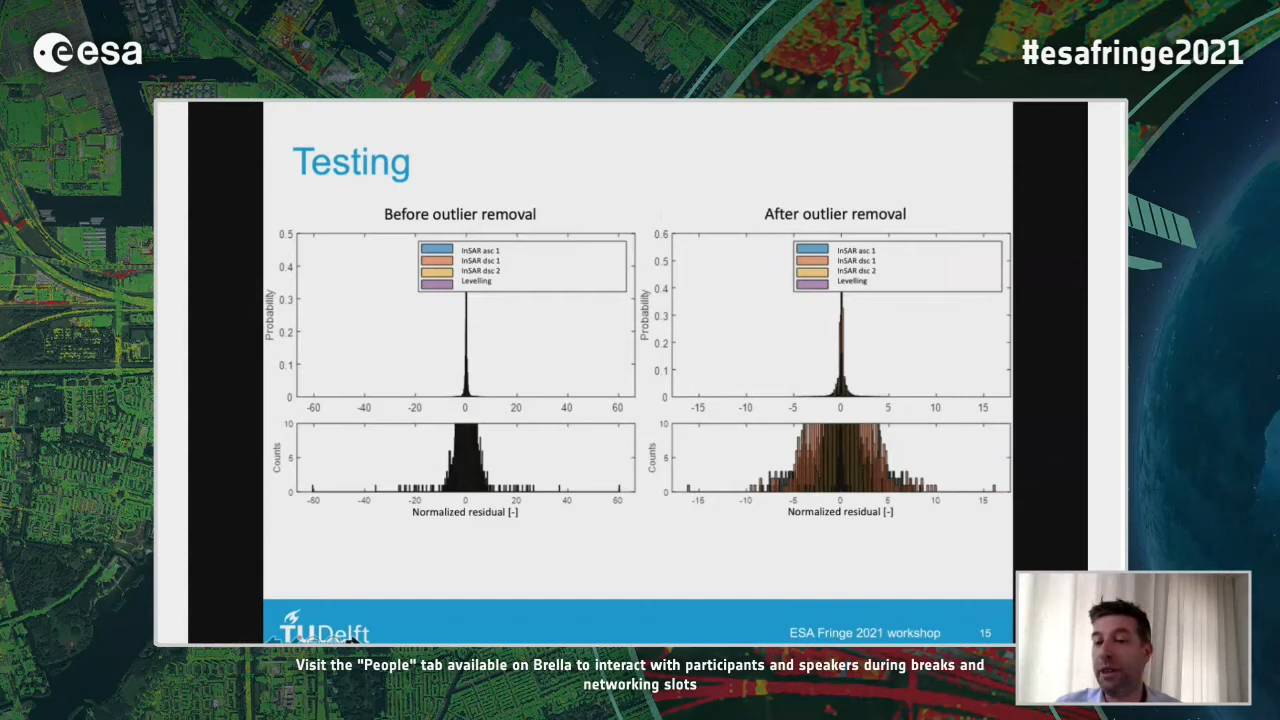 esa
#esafringe2021
Testing
Before outlier removal
After outlier removal
0.5
0.4
0.3
0.2
0.1
0
Probability
InSAR asc 1
InSAR dsc 1
InSAR dsc 2
Levelling
-60 -40 -20 0 20 40 60
0.6
0.5
0.4
0.3
0.2
0.1
0
Probability
InSAR asc 1
InSAR dsc 1
InSAR dsc 2
Levelling
-15 -10 -5 0 5 10 15
10
5
0
Counts
-60 -40 -20 0 20 40 60
Normalized residual [-]
10
5
0
Counts
-15 -10 -5 0 5 10 15
Normalized residual [-]
TUDelft
ESA Fringe 2021 workshop 15
Visit the "People" tab available on Brella to interact with participants and speakers during breaks and
networking slots